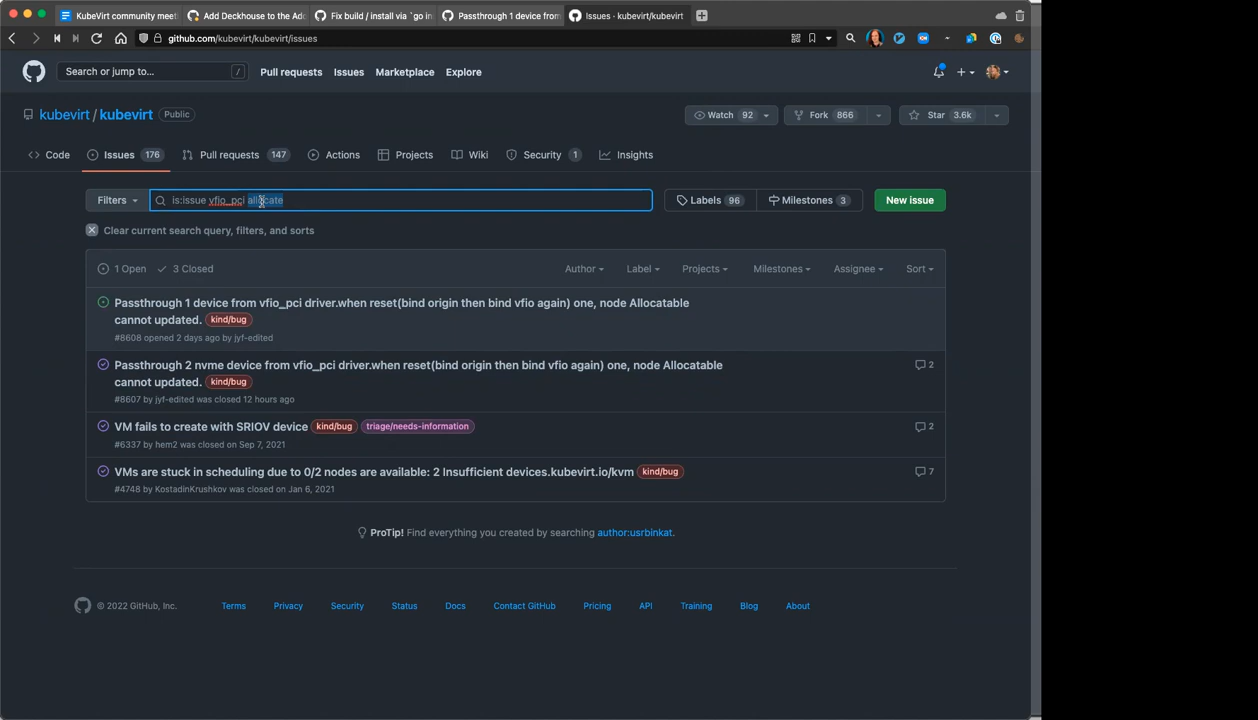 KubeVirt community meeti
Add Deckhouse to the Ado
Fix build / install via `go in
Passthrough 1 device from
Issues · kubevirt/kubevirt
github.com/kubevirt/kubevirt/issues
Search or jump to...
/
Pull requests
Issues
Marketplace
Explore
kubevirt / kubevirt
Public
Watch 92
Fork 866
Star 3.6k
Code
Issues 176
Pull requests 147
Actions
Projects
Wiki
Security 1
Insights
Filters
is:issue vfio_pci allocate
Labels 96
Milestones 3
New issue
Clear current search query, filters, and sorts
1 Open
3 Closed
Author
Label
Projects
Milestones
Assignee
Sort
Passthrough 1 device from vfio_pci driver.when reset(bind origin then bind vfio again) one, node Allocatable
cannot updated. kind/bug
#8608 opened 2 days ago by jyf-edited
Passthrough 2 nvme device from vfio_pci driver.when reset(bind origin then bind vfio again) one, node Allocatable
cannot updated. kind/bug
2
#8607 by jyf-edited was closed 12 hours ago
VM fails to create with SRIOV device kind/bug triage/needs-information
2
#6337 by hem2 was closed on Sep 7, 2021
VMs are stuck in scheduling due to 0/2 nodes are available: 2 Insufficient devices.kubevirt.io/kvm kind/bug
7
#4748 by KostadinKrushkov was closed on Jan 6, 2021
ProTip! Find everything you created by searching author:usrbinkat.
© 2022 GitHub, Inc.
Terms
Privacy
Security
Status
Docs
Contact GitHub
Pricing
API
Training
Blog
About